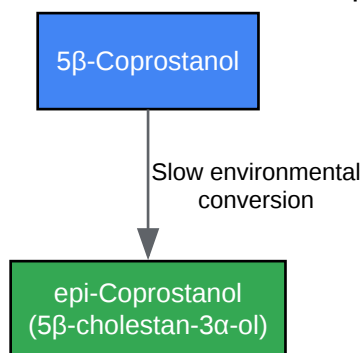 5β-Coprostanol
Slow environmental
conversion
epi-Coprostanol
(5β-cholestan-3α-ol)